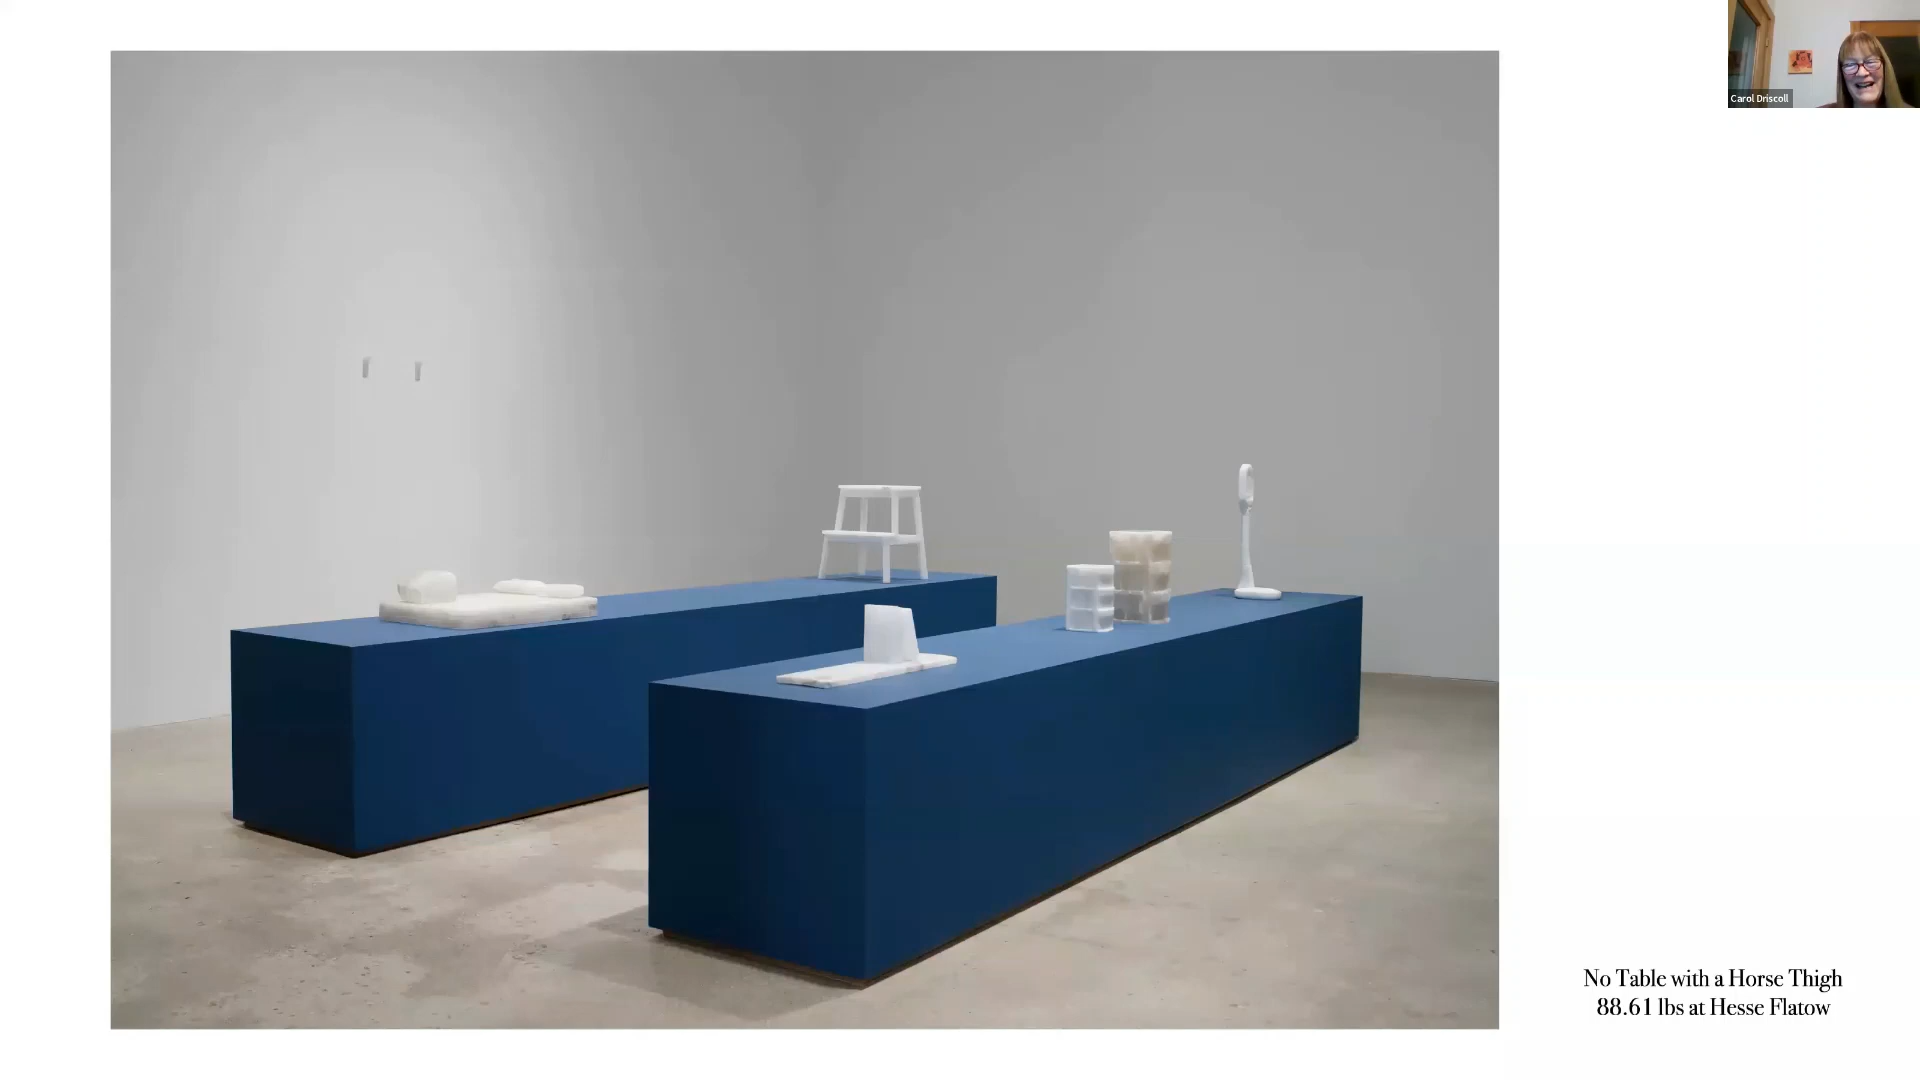 Carol Driscoll
No Table with a Horse Thigh
88.61 lbs at Hesse Flatow